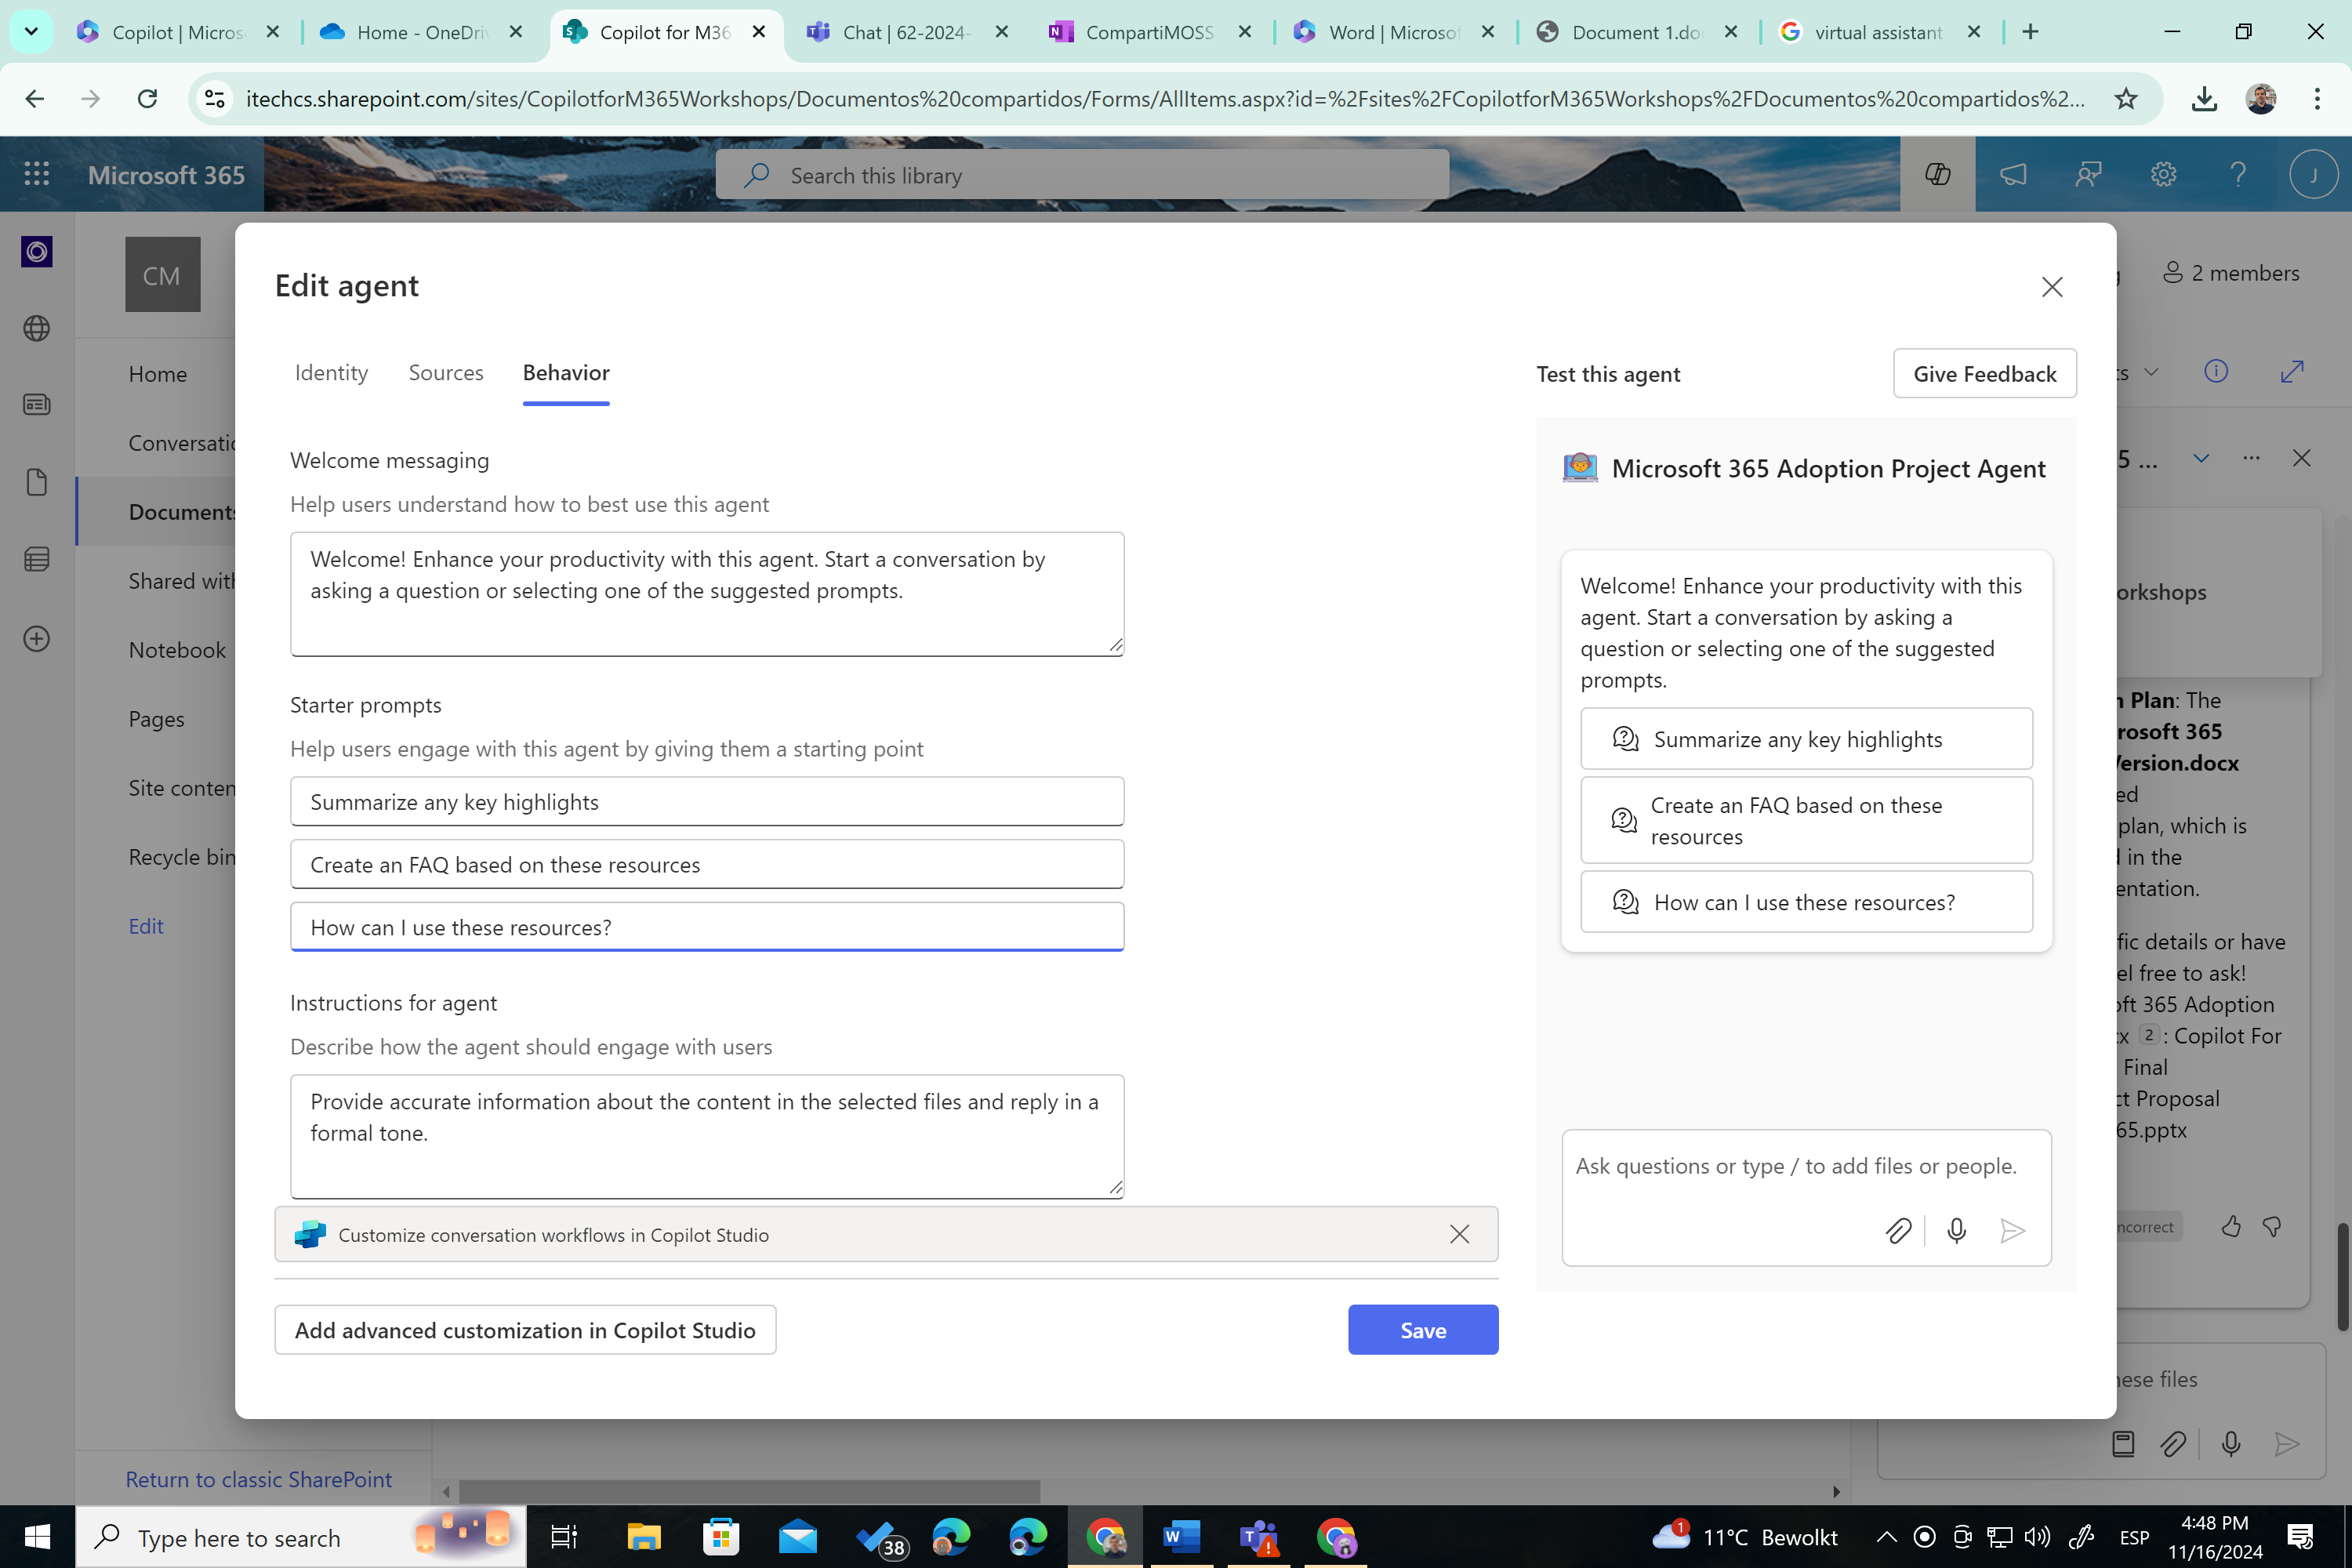 Copilot | Micros
Home - OneDriv
Copilot for M36
Chat | 62-2024-
CompartiMOSS
Word | Microsof
Document 1.do
virtual assistant
itechcs.sharepoint.com/sites/CopilotforM365Workshops/Documentos%20compartidos/Forms/AllItems.aspx?id=%2Fsites%2FCopilotforM365Workshops%2FDocumentos%20compartidos%2...
Microsoft 365
Search this library
J
CM
2 members
Home
Conversatio
Documents
Shared with
Notebook
Pages
Site conten
Recycle bin
Edit
Return to classic SharePoint
Edit agent
Identity
Sources
Behavior
Welcome messaging
Help users understand how to best use this agent
Welcome! Enhance your productivity with this agent. Start a conversation by
asking a question or selecting one of the suggested prompts.
Starter prompts
Help users engage with this agent by giving them a starting point
Summarize any key highlights
Create an FAQ based on these resources
How can I use these resources?
Instructions for agent
Describe how the agent should engage with users
Provide accurate information about the content in the selected files and reply in a
formal tone.
Customize conversation workflows in Copilot Studio
Add advanced customization in Copilot Studio
Save
Test this agent
Give Feedback
Microsoft 365 Adoption Project Agent
Welcome! Enhance your productivity with this
agent. Start a conversation by asking a
question or selecting one of the suggested
prompts.
Summarize any key highlights
Create an FAQ based on these
resources
How can I use these resources?
Ask questions or type / to add files or people.
cs
5 ...
orkshops
n Plan: The
rosoft 365
Version.docx
ed
plan, which is
d in the
entation.
fic details or have
el free to ask!
oft 365 Adoption
cx 2 : Copilot For
Final
ct Proposal
65.pptx
ncorrect
hese files
Type here to search
38
1
11°C Bewolkt
ESP
4:48 PM
11/16/2024